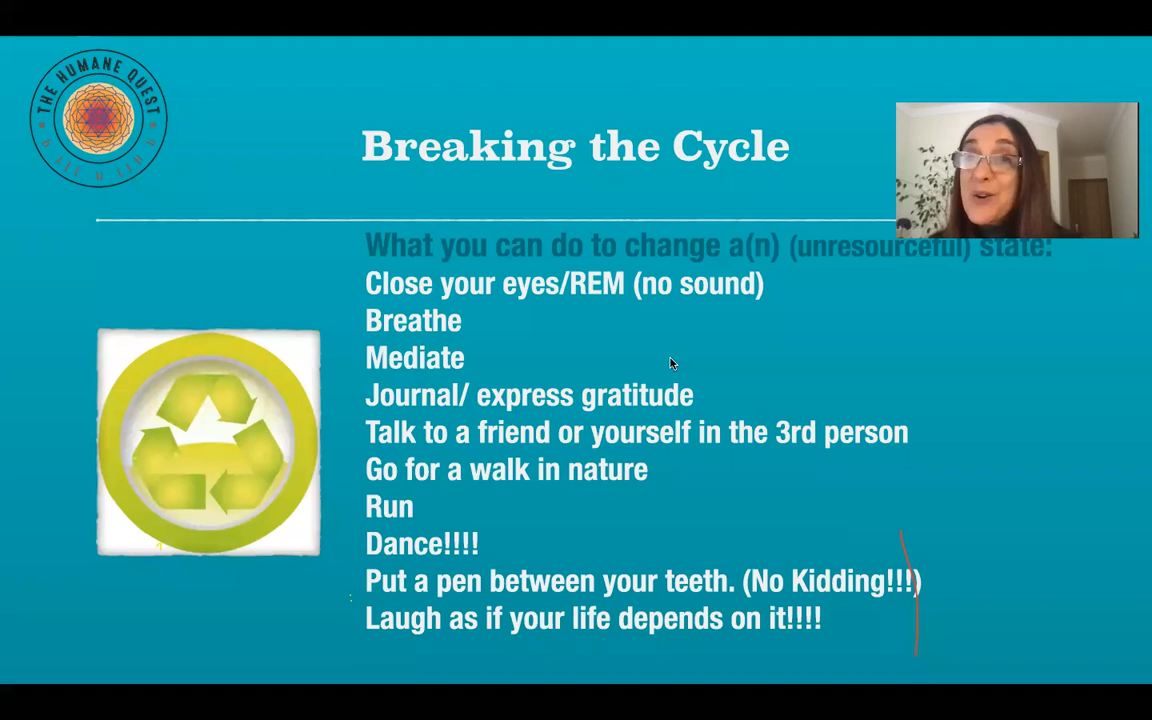 THE HUMANE QUEST
Breaking the Cycle
What you can do to change a(n) (unresourceful) state:
Close your eyes/REM (no sound)
Breathe
Mediate
Journal/ express gratitude
Talk to a friend or yourself in the 3rd person
Go for a walk in nature
Run
Dance!!!!
Put a pen between your teeth. (No Kidding!!!)
Laugh as if your life depends on it!!!!